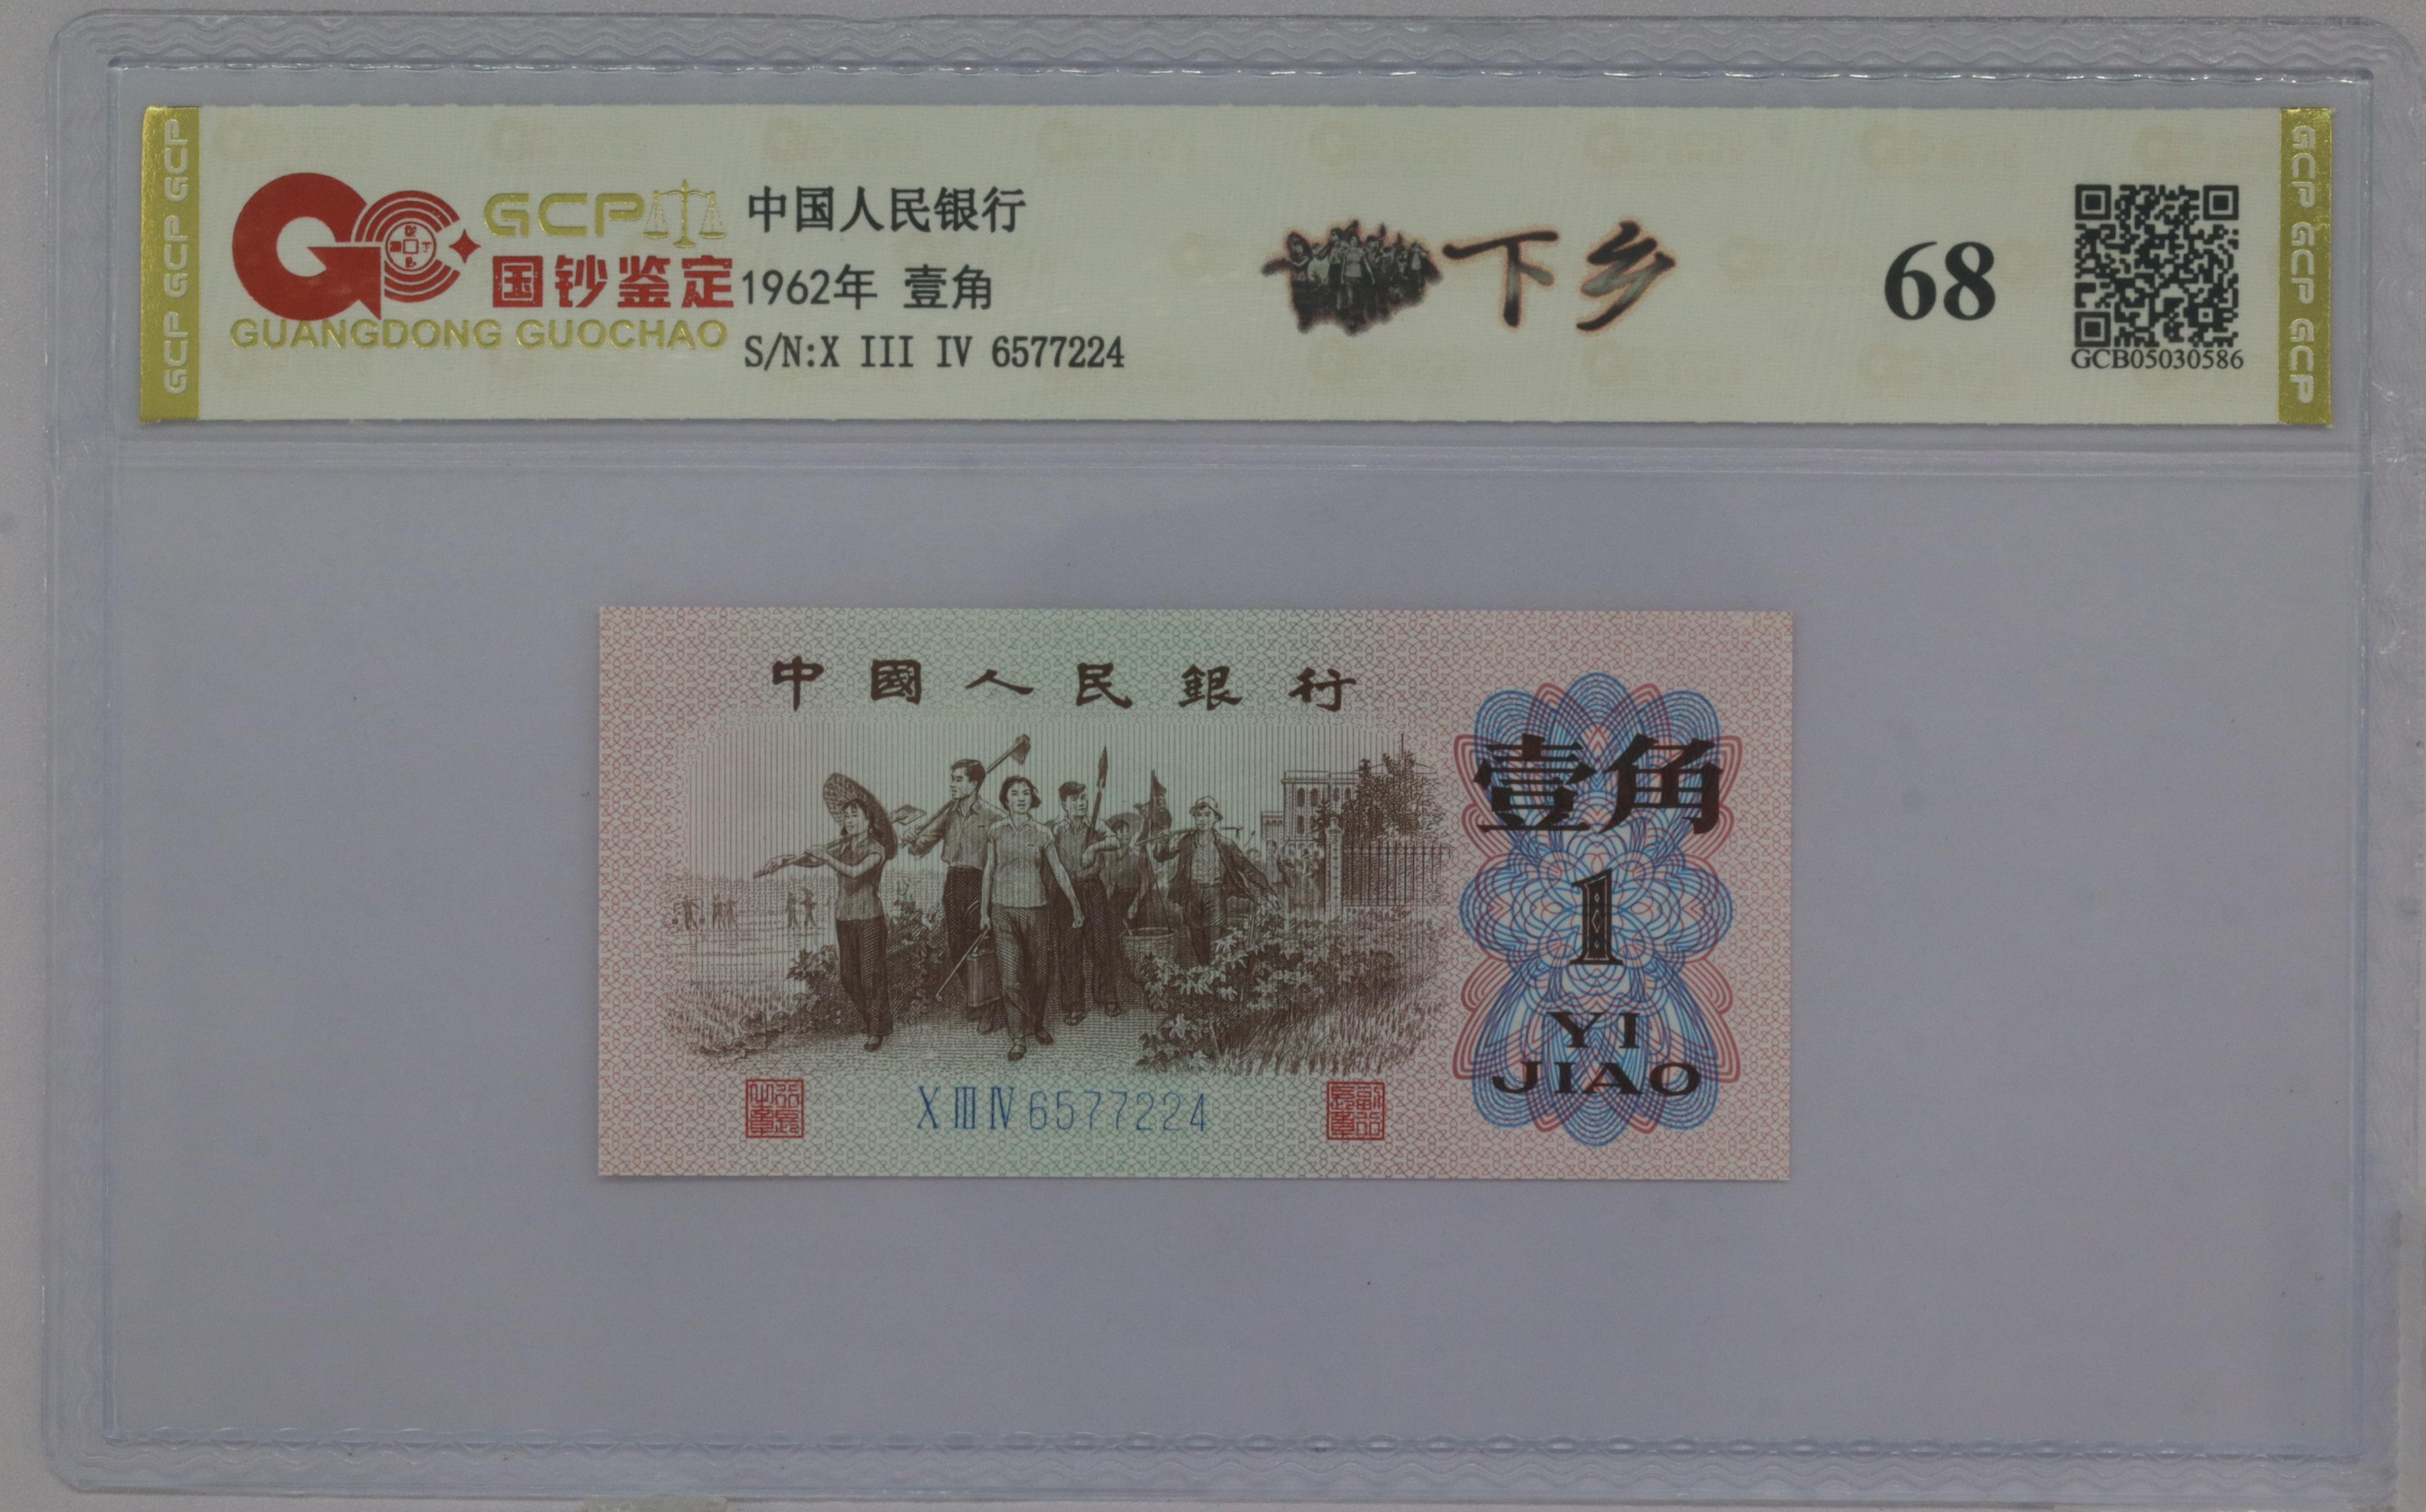 GCP GCP GCP
GCP
国钞鉴定
GUANGDONG GUOCHAO
中国人民银行
1962年 壹角
S/N:X III IV 6577224
下乡
68
GCB05030586
GCP GCP GCP
中國人民銀行
壹角
1
YI
JIAO
X III IV 6577224